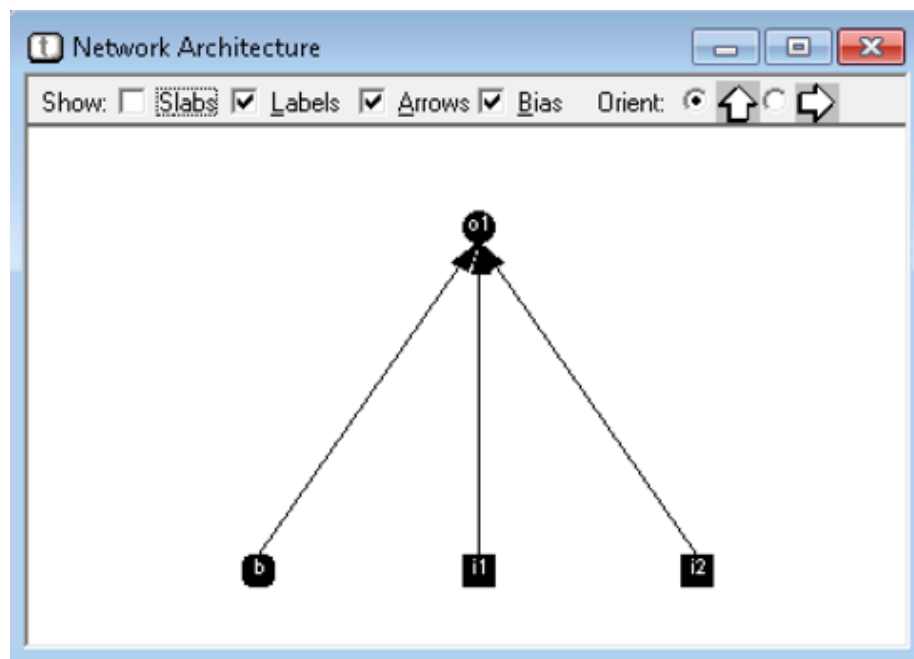 t Network Architecture
Show: Slabs Labels Arrows Bias Orient:
o1
b i1 i2